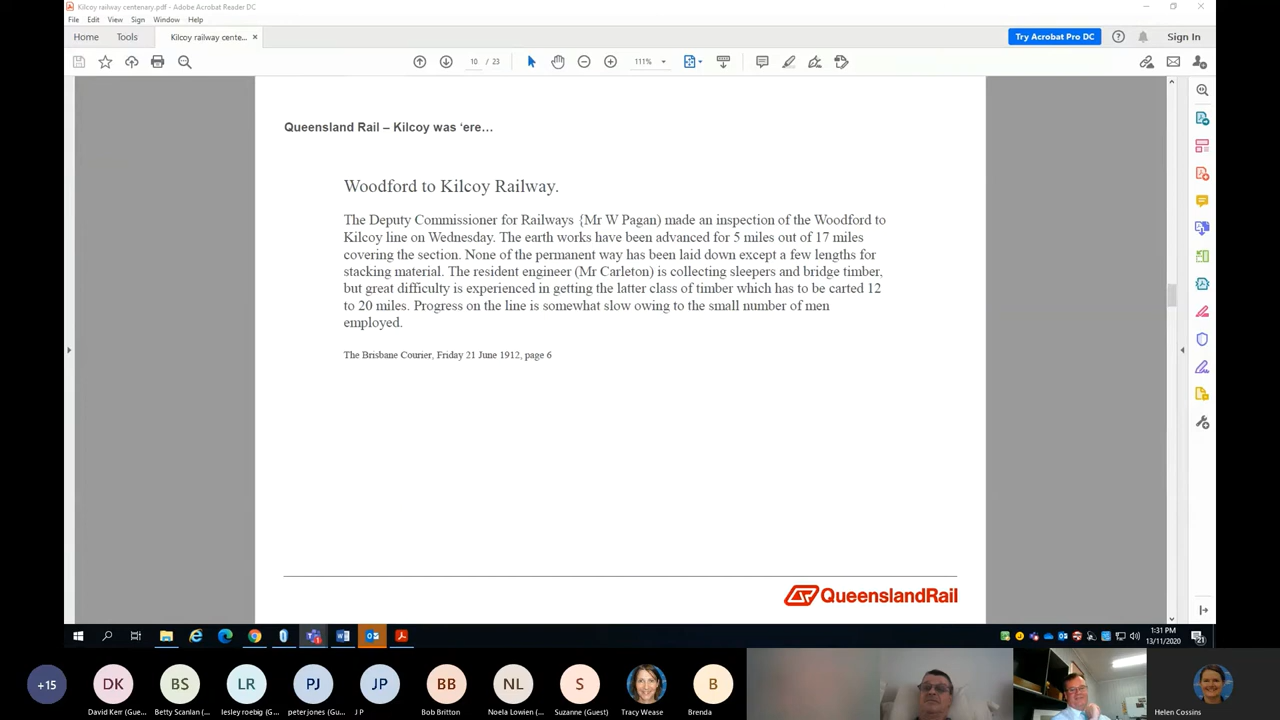 Kilcoy railway centenary.pdf - Adobe Acrobat Reader DC
File Edit View Sign Window Help
Home Tools Kilcoy railway cente... × Try Acrobat Pro DC Sign In
10 / 23 111%
Queensland Rail – Kilcoy was ‘ere…
Woodford to Kilcoy Railway.
The Deputy Commissioner for Railways {Mr W Pagan) made an inspection of the Woodford to
Kilcoy line on Wednesday. The earth works have been advanced for 5 miles out of 17 miles
covering the section. None of the permanent way has been laid down except a few lengths for
stacking material. The resident engineer (Mr Carleton) is collecting sleepers and bridge timber,
but great difficulty is experienced in getting the latter class of timber which has to be carted 12
to 20 miles. Progress on the line is somewhat slow owing to the small number of men
employed.
The Brisbane Courier, Friday 21 June 1912, page 6
QueenslandRail
1:31 PM
13/11/2020
+15 DK BS LR PJ JP BB NL S B
David Kerr (Gue... Betty Scanlan (... lesley roebig (G... peter jones (Gu... J P Bob Britton Noela Lowien (... Suzanne (Guest) Tracy Wease Brenda Helen Cossins